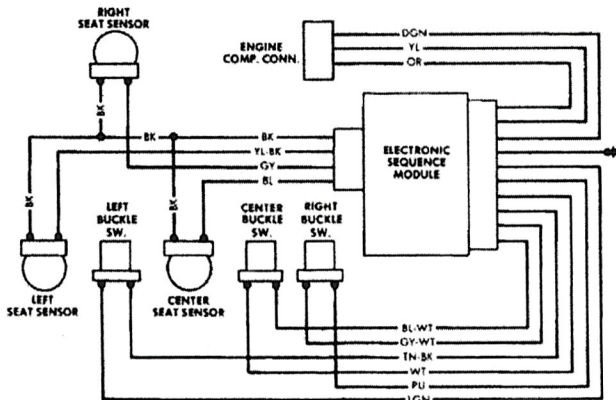 RIGHT
SEAT SENSOR
ENGINE
COMP. CONN.
DGN
YL
OR
BK
BK
BK
BK
YL-BK
GY
BL
ELECTRONIC
SEQUENCE
MODULE
BK
BK
LEFT
BUCKLE
SW.
CENTER
BUCKLE
SW.
RIGHT
BUCKLE
SW.
LEFT
SEAT SENSOR
CENTER
SEAT SENSOR
BL-WT
GY-WT
TN-BK
WT
PU
LGN